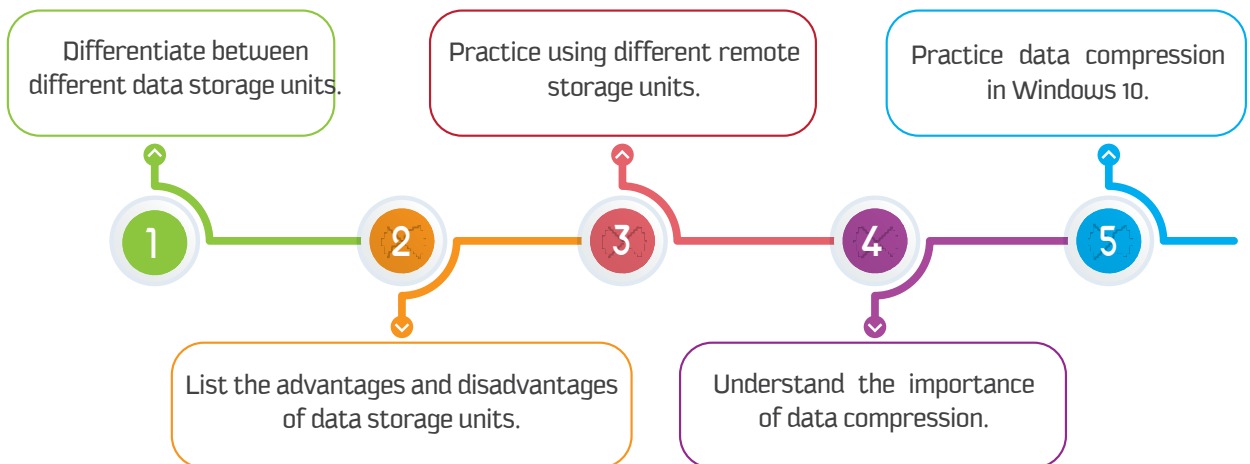 Differentiate between
different data storage units.
Practice using different remote
storage units.
Practice data compression
in Windows 10.
1
2
3
4
5
List the advantages and disadvantages
of data storage units.
Understand the importance
of data compression.